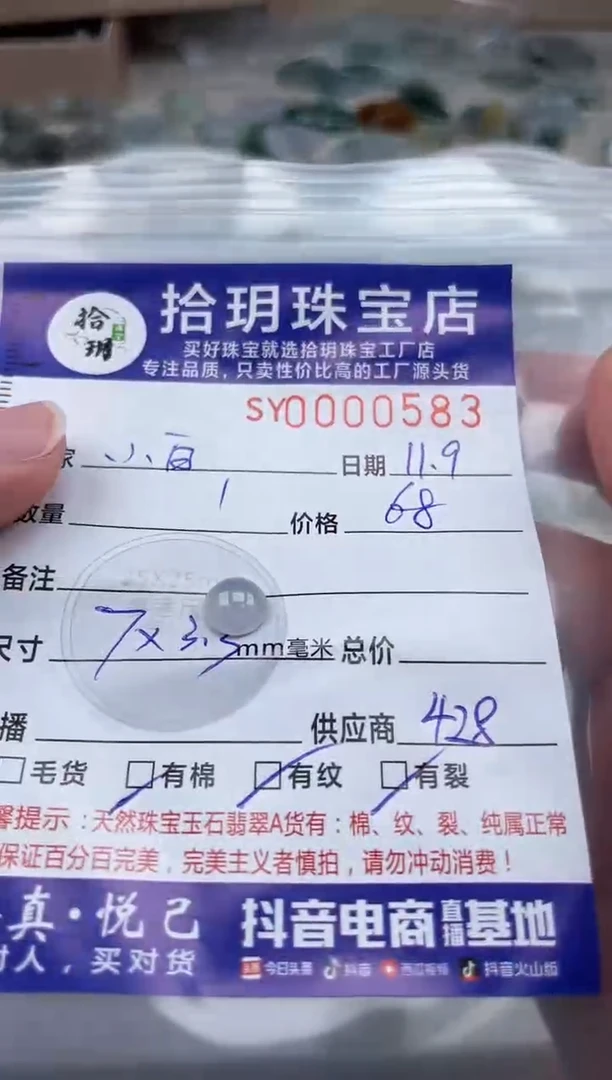 拾玥
拾玥珠宝店
买好珠宝就选拾玥珠宝工厂店
专注品质，只卖性价比高的工厂源头货
SY0000583
家 小百 日期 11.9
数量 1 价格 68
备注
尺寸 7×3.5mm毫米 总价
播 供应商 428
毛货 有棉 有纹 有裂
馨提示：天然珠宝玉石翡翠A货有：棉、纹、裂、纯属正常
保证百分百完美，完美主义者慎拍，请勿冲动消费！
真·悦己
对人，买对货
抖音电商直播基地
今日头条 抖音 西瓜视频 抖音火山版